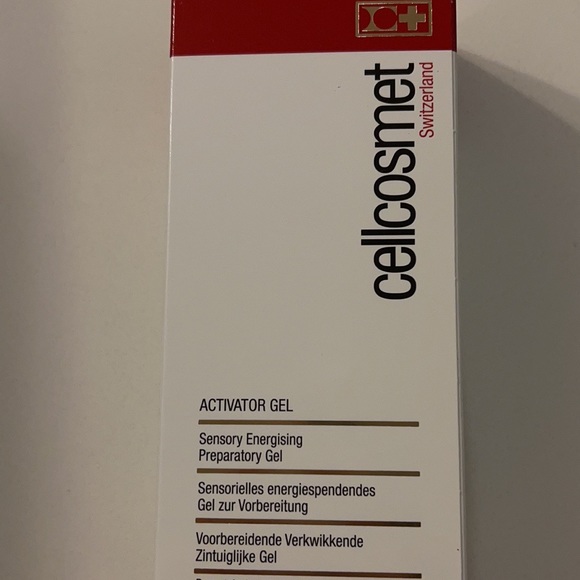 cellcosmet
Switzerland
ACTIVATOR GEL
Sensory Energising
Preparatory Gel
Sensorielles energiespendendes
Gel zur Vorbereitung
Voorbereidende Verkwikkende
Zintuiglijke Gel